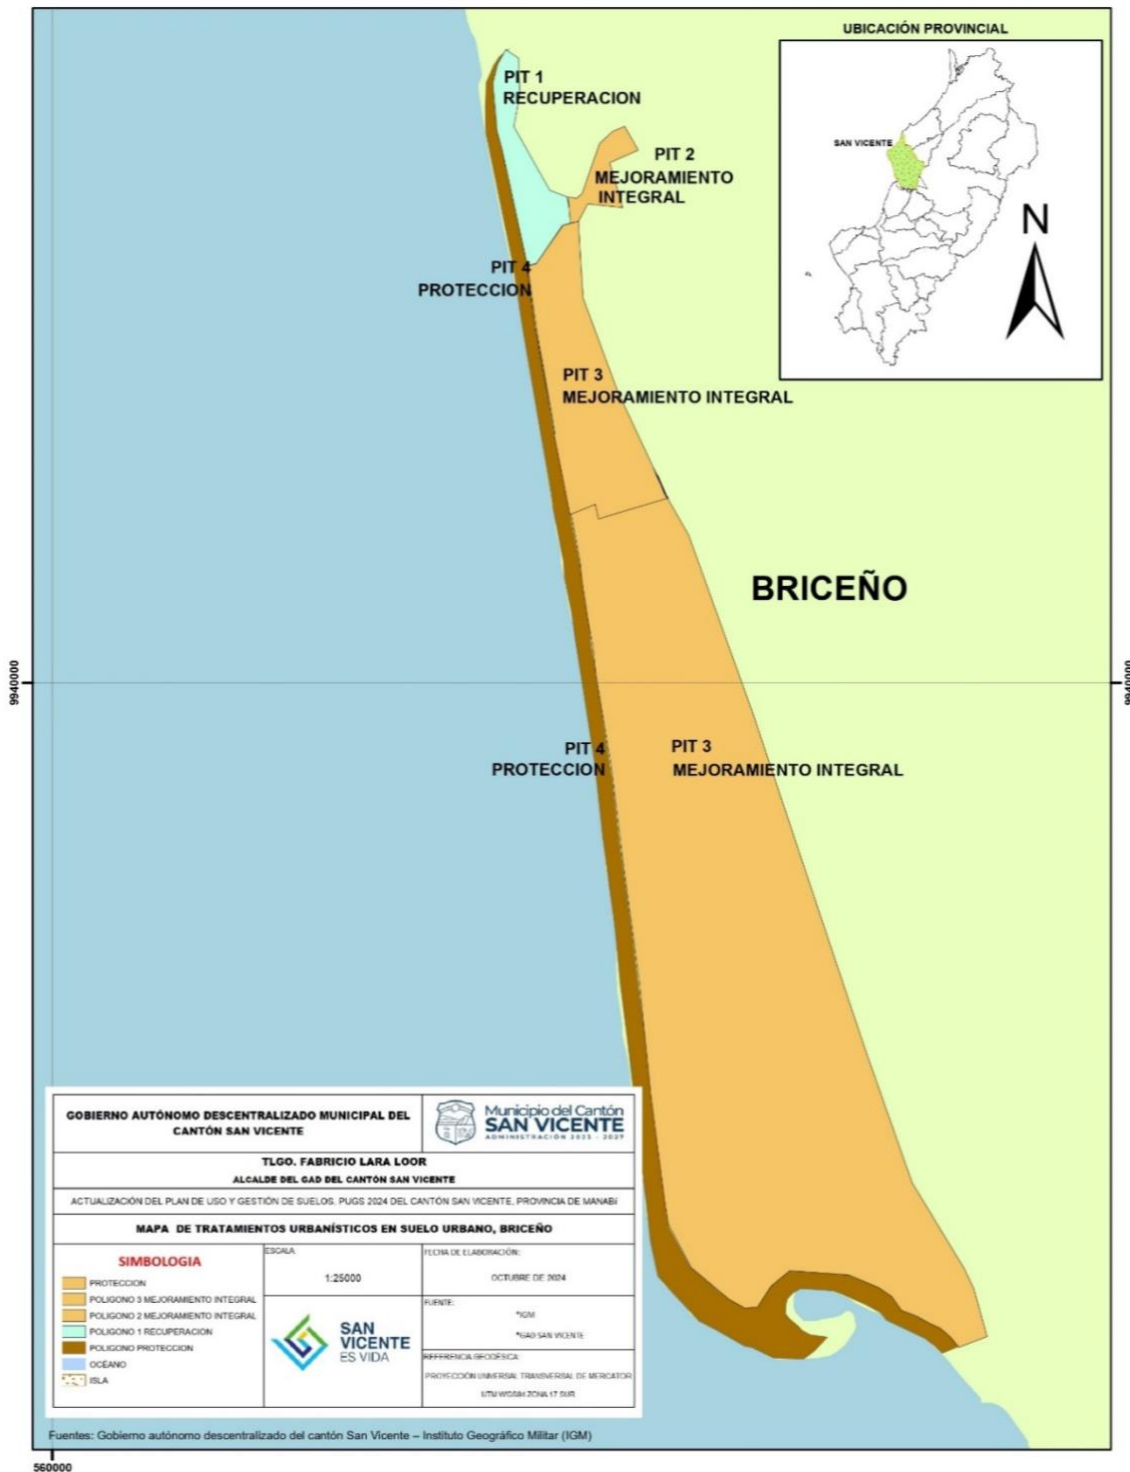 UBICACIÓN PROVINCIAL
SAN VICENTE
N
PIT 1
RECUPERACION
PIT 2
MEJORAMIENTO
INTEGRAL
PIT 4
PROTECCION
PIT 3
MEJORAMIENTO INTEGRAL
BRICEÑO
9940000
9940000
PIT 4
PROTECCION
PIT 3
MEJORAMIENTO INTEGRAL
GOBIERNO AUTÓNOMO DESCENTRALIZADO MUNICIPAL DEL
CANTÓN SAN VICENTE
Municipio del Cantón
SAN VICENTE
ADMINISTRACIÓN 2023 - 2027
TLGO. FABRICIO LARA LOOR
ALCALDE DEL GAD DEL CANTÓN SAN VICENTE
ACTUALIZACIÓN DEL PLAN DE USO Y GESTIÓN DE SUELOS. PUGS 2024 DEL CANTÓN SAN VICENTE, PROVINCIA DE MANABÍ
MAPA DE TRATAMIENTOS URBANÍSTICOS EN SUELO URBANO, BRICEÑO
SIMBOLOGIA
PROTECCION
POLIGONO 3 MEJORAMIENTO INTEGRAL
POLIGONO 2 MEJORAMIENTO INTEGRAL
POLIGONO 1 RECUPERACION
POLIGONO PROTECCION
OCÉANO
ISLA
ESCALA
1:25000
SAN
VICENTE
ES VIDA
FECHA DE ELABORACIÓN:
OCTUBRE DE 2024
FUENTE:
*IGM
*GAD SAN VICENTE
REFERENCIA GEODÉSICA:
PROYECCIÓN UNIVERSAL TRANSVERSAL DE MERCATOR
UTM WGS84 ZONA 17 SUR
Fuentes: Gobierno autónomo descentralizado del cantón San Vicente – Instituto Geográfico Militar (IGM)
560000